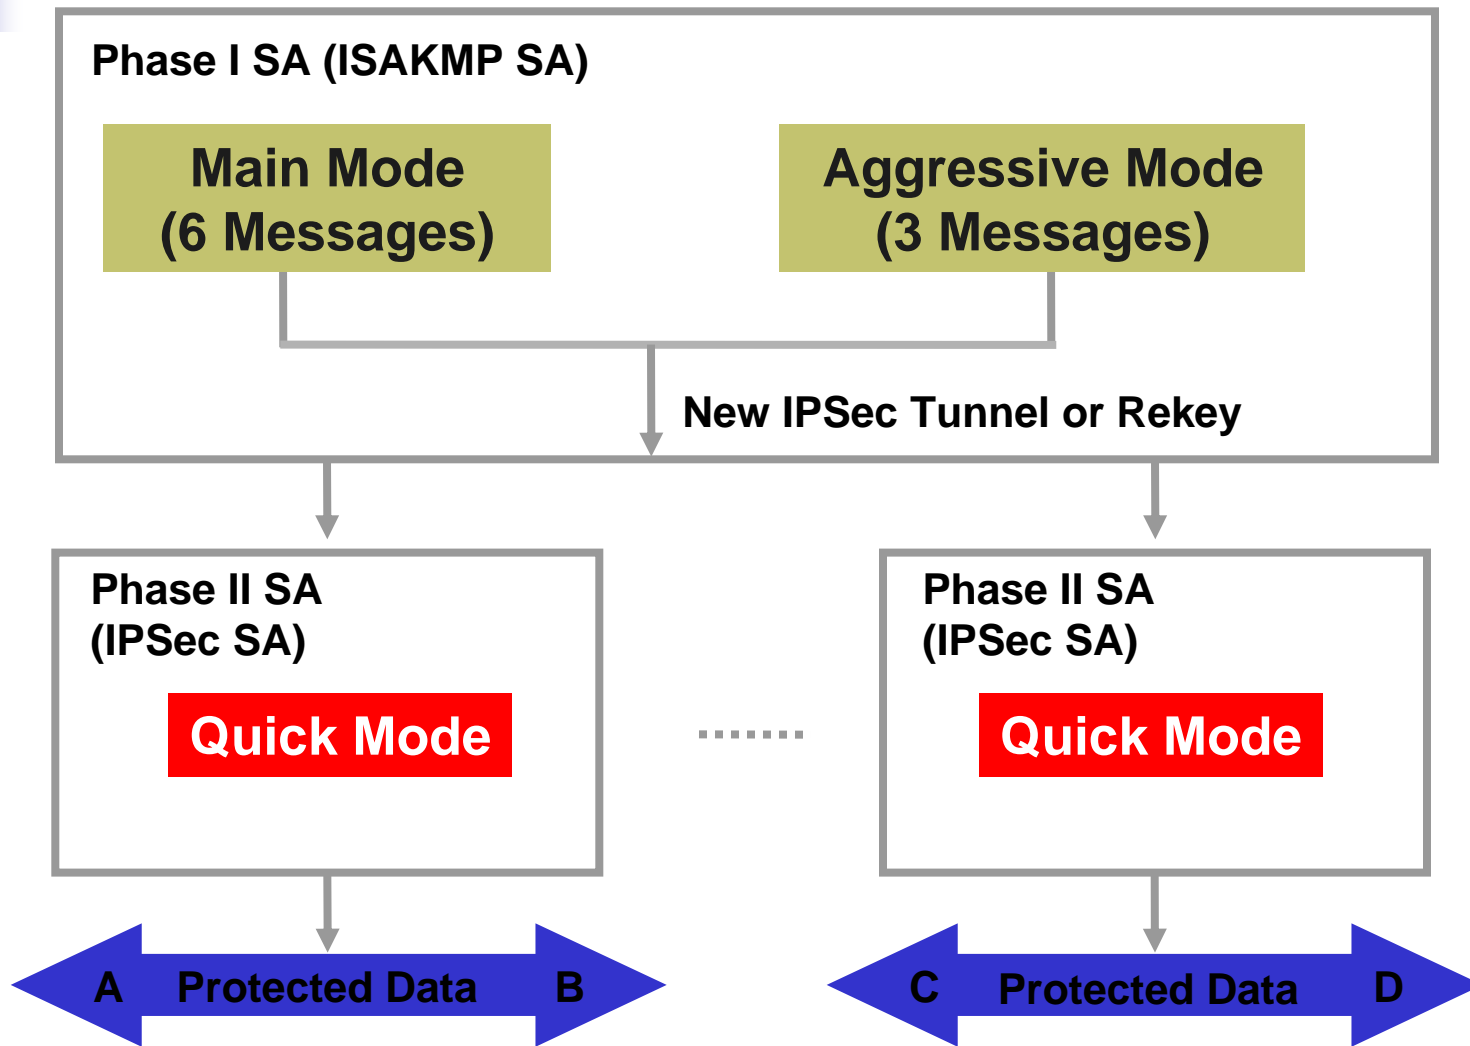 Phase I SA (ISAKMP SA)
Main Mode
(6 Messages)
Aggressive Mode
(3 Messages)
New IPSec Tunnel or Rekey
Phase II SA
(IPSec SA)
Quick Mode
Phase II SA
(IPSec SA)
Quick Mode
A Protected Data B
C Protected Data D